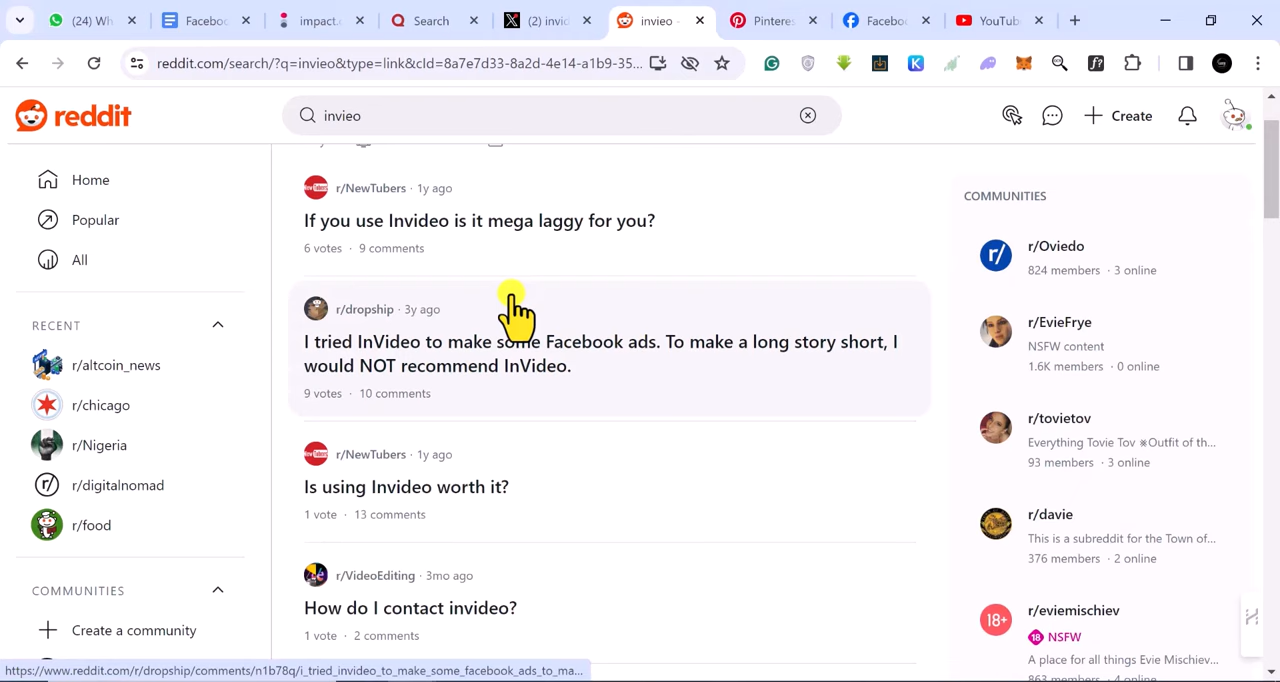 (24) Wh
Facebo
impact.
Search
(2) invid
invieo -
Pinteres
Facebo
YouTub
reddit.com/search/?q=invieo&type=link&cId=8a7e7d33-8a2d-4e14-a1b9-35...
reddit
invieo
Create
Home
Popular
All
RECENT
r/altcoin_news
r/chicago
r/Nigeria
r/digitalnomad
r/food
COMMUNITIES
Create a community
r/NewTubers · 1y ago
If you use Invideo is it mega laggy for you?
6 votes · 9 comments
r/dropship · 3y ago
I tried InVideo to make some Facebook ads. To make a long story short, I
would NOT recommend InVideo.
9 votes · 10 comments
r/NewTubers · 1y ago
Is using Invideo worth it?
1 vote · 13 comments
r/VideoEditing · 3mo ago
How do I contact invideo?
1 vote · 2 comments
COMMUNITIES
r/Oviedo
824 members · 3 online
r/EvieFrye
NSFW content
1.6K members · 0 online
r/tovietov
Everything Tovie Tov ※Outfit of th...
93 members · 3 online
r/davie
This is a subreddit for the Town of...
376 members · 2 online
18+
r/eviemischiev
18 NSFW
A place for all things Evie Mischiev...
863 members · 4 online
https://www.reddit.com/r/dropship/comments/n1b78q/i_tried_invideo_to_make_some_facebook_ads_to_ma...